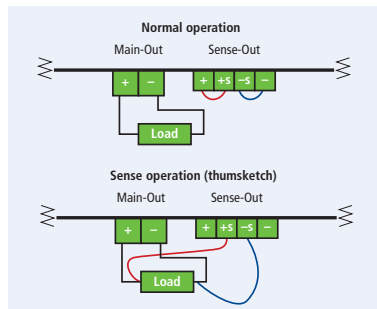 Normal operation
Main-Out Sense-Out
+ − + +s −s −
Load
Sense operation (thumsketch)
Main-Out Sense-Out
+ − + +s −s −
Load